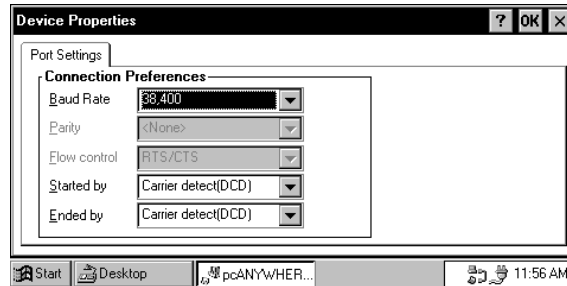 Device Properties ? OK ×
Port Settings
Connection Preferences
Baud Rate 38,400
Parity <None>
Flow control RTS/CTS
Started by Carrier detect(DCD)
Ended by Carrier detect(DCD)
Start Desktop pcANYWHER... 11:56 AM